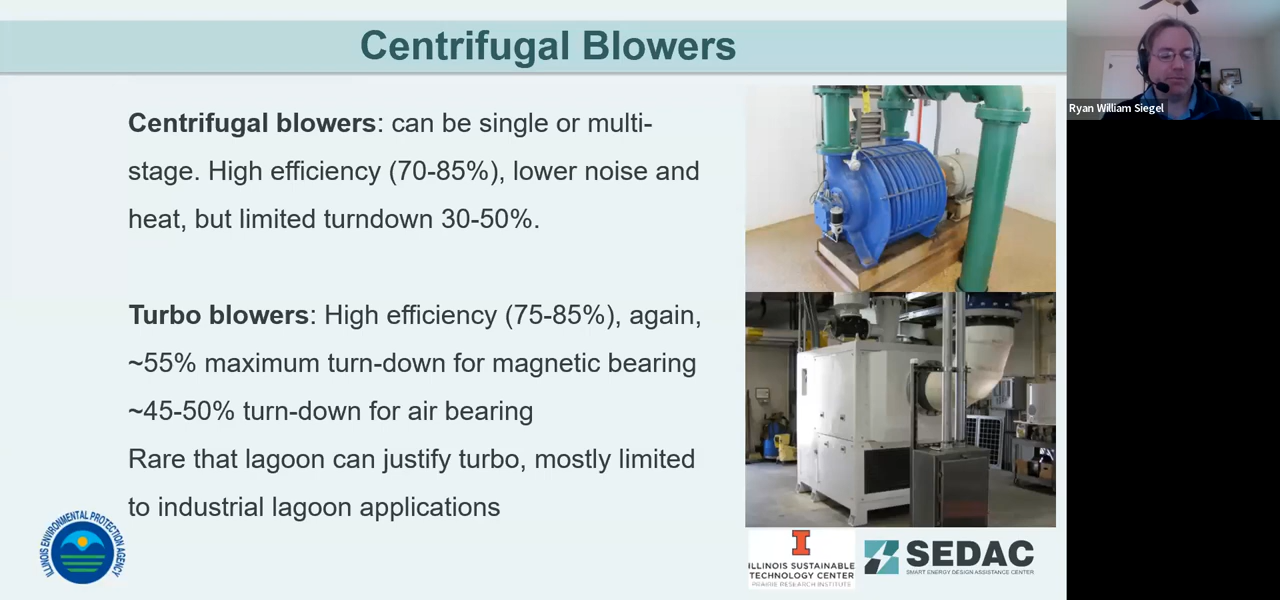 Centrifugal Blowers
Centrifugal blowers: can be single or multi-
stage. High efficiency (70-85%), lower noise and
heat, but limited turndown 30-50%.
Turbo blowers: High efficiency (75-85%), again,
~55% maximum turn-down for magnetic bearing
~45-50% turn-down for air bearing
Rare that lagoon can justify turbo, mostly limited
to industrial lagoon applications
ILLINOIS ENVIRONMENTAL PROTECTION AGENCY
ILLINOIS SUSTAINABLE
TECHNOLOGY CENTER
PRAIRIE RESEARCH INSTITUTE
SEDAC
SMART ENERGY DESIGN ASSISTANCE CENTER
Ryan William Siegel